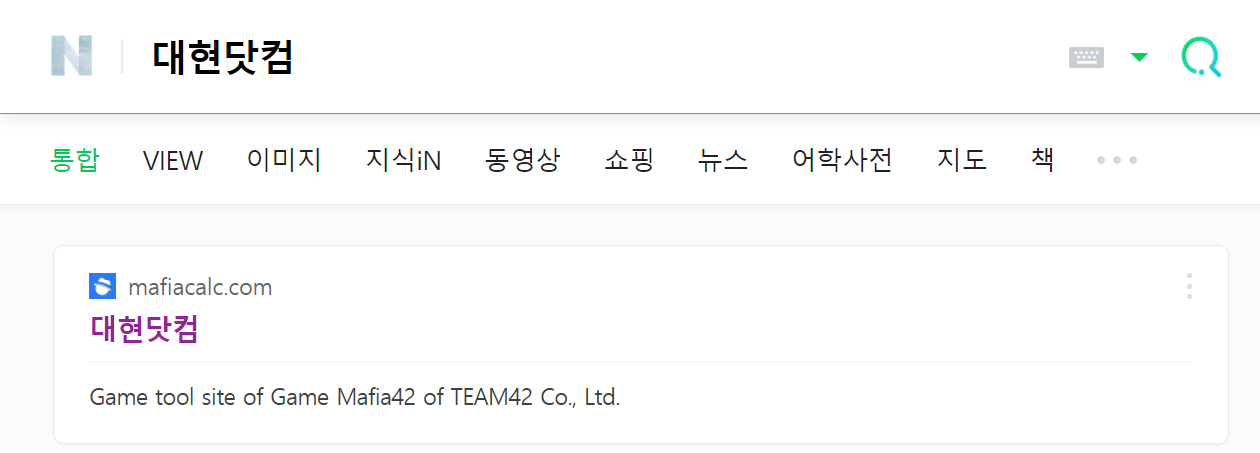 N 대현닷컴
통합 VIEW 이미지 지식iN 동영상 쇼핑 뉴스 어학사전 지도 책
mafiacalc.com
대현닷컴
Game tool site of Game Mafia42 of TEAM42 Co., Ltd.